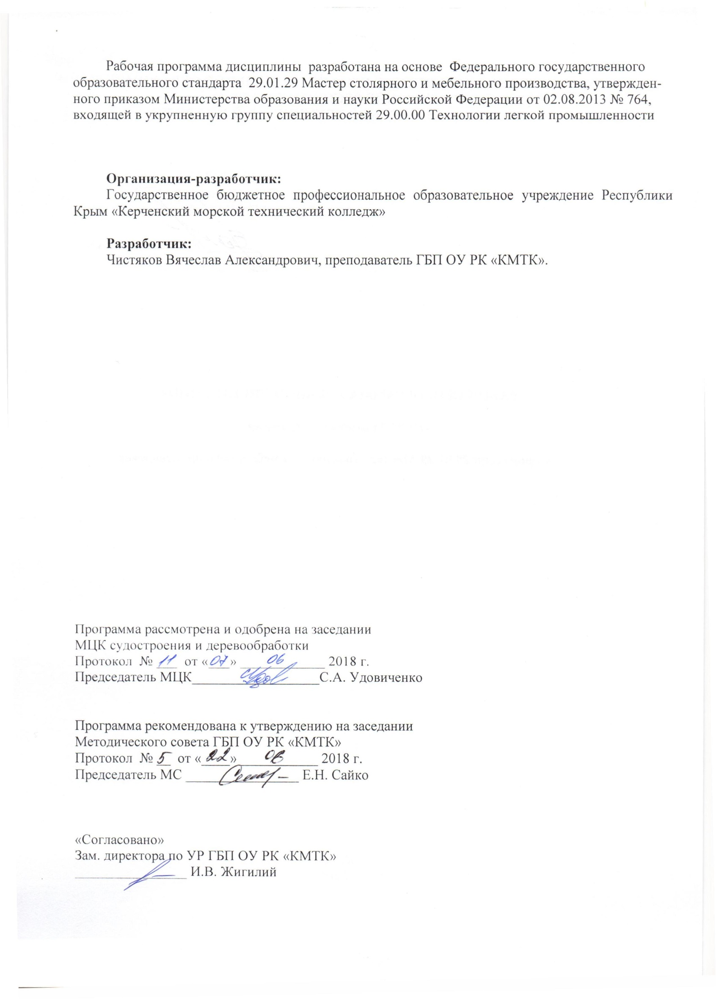 Рабочая программа дисциплины разработана на основе Федерального государственного
образовательного стандарта 29.01.29 Мастер столярного и мебельного производства, утвержден-
ного приказом Министерства образования и науки Российской Федерации от 02.08.2013 № 764,
входящей в укрупненную группу специальностей 29.00.00 Технологии легкой промышленности
Организация-разработчик:
Государственное бюджетное профессиональное образовательное учреждение Республики
Крым «Керченский морской технический колледж»
Разработчик:
Чистяков Вячеслав Александрович, преподаватель ГБП ОУ РК «КМТК».
Программа рассмотрена и одобрена на заседании
МЦК судостроения и деревообработки
Протокол № 11 от «07» 06 2018 г.
Председатель МЦК С.А. Удовиченко
Программа рекомендована к утверждению на заседании
Методического совета ГБП ОУ РК «КМТК»
Протокол № 5 от «22» 06 2018 г.
Председатель МС Е.Н. Сайко
«Согласовано»
Зам. директора по УР ГБП ОУ РК «КМТК»
И.В. Жигилий